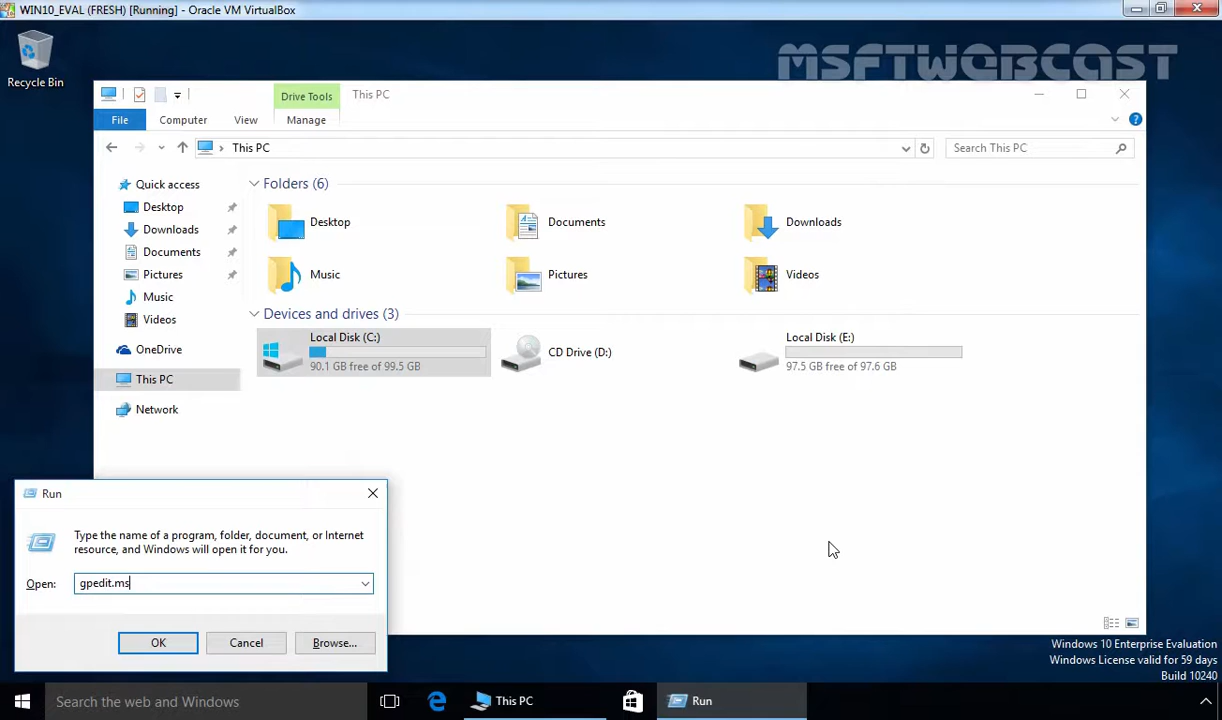 WIN10_EVAL (FRESH) [Running] - Oracle VM VirtualBox
Recycle Bin
MSFTWEBCAST
Drive Tools
This PC
File
Computer
View
Manage
This PC
Search This PC
Quick access
Desktop
Downloads
Documents
Pictures
Music
Videos
OneDrive
This PC
Network
Folders (6)
Desktop
Documents
Downloads
Music
Pictures
Videos
Devices and drives (3)
Local Disk (C:)
90.1 GB free of 99.5 GB
CD Drive (D:)
Local Disk (E:)
97.5 GB free of 97.6 GB
Run
Type the name of a program, folder, document, or Internet
resource, and Windows will open it for you.
Open:
gpedit.ms
OK
Cancel
Browse...
Windows 10 Enterprise Evaluation
Windows License valid for 59 days
Build 10240
Search the web and Windows
This PC
Run